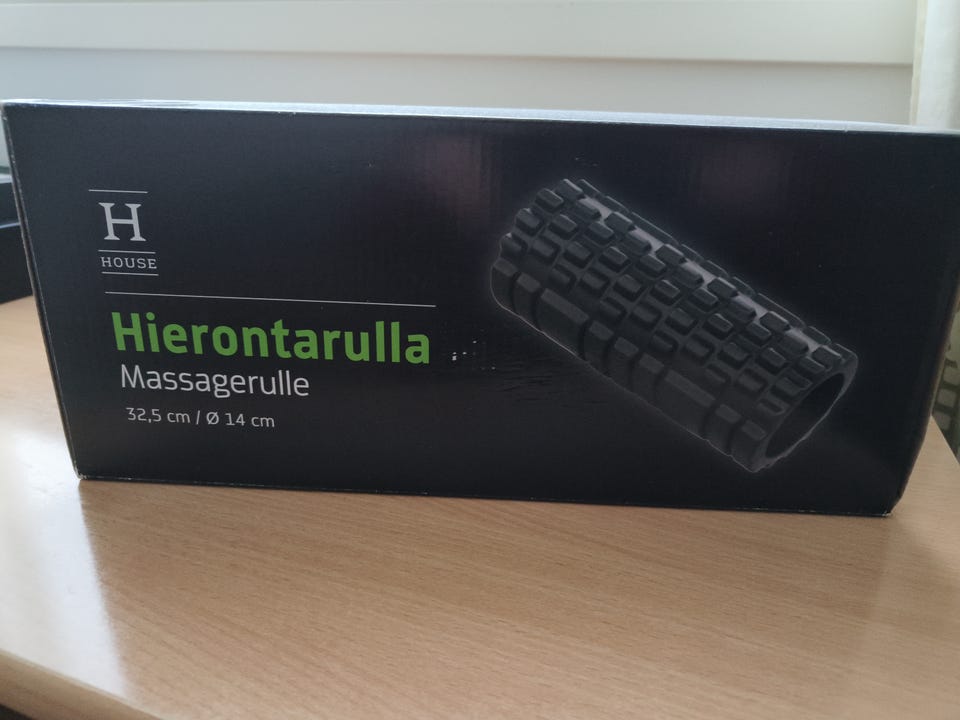 H
HOUSE
Hierontarulla
Massagerulle
32,5 cm / Ø 14 cm